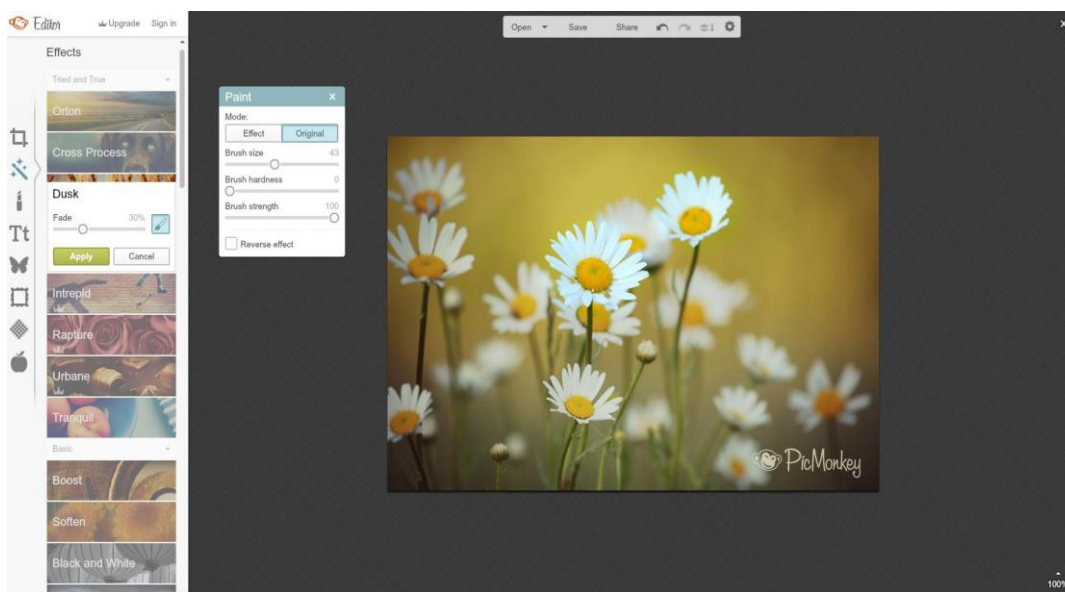 Editor
Upgrade
Sign in
Open
Save
Share
Effects
Tried and True
Orton
Cross Process
Dusk
Fade 30%
Apply
Cancel
Intrepid
Rapture
Urbane
Tranquil
Basic
Boost
Soften
Black and White
Tt
Paint x
Mode:
Effect
Original
Brush size 43
Brush hardness 0
Brush strength 100
Reverse effect
PicMonkey
100%